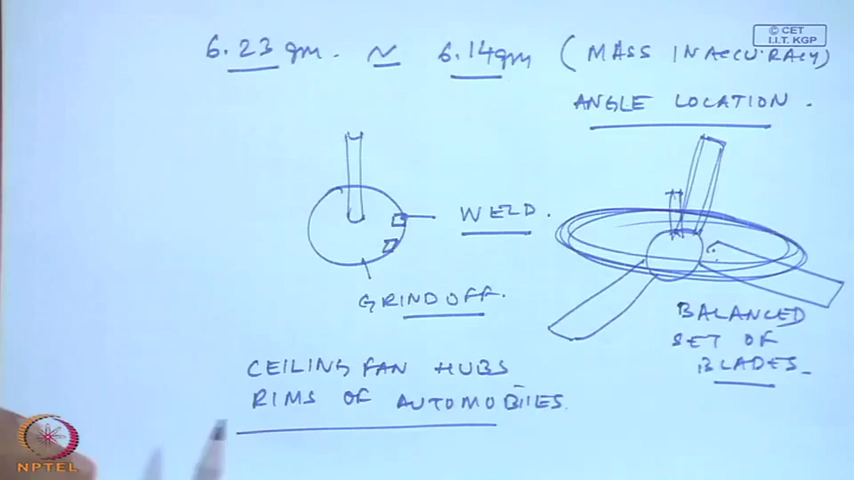 © CET
I.I.T. KGP
6.23 gm. ~ 6.14 gm (MASS INACCURACY)
ANGLE LOCATION.
WELD.
GRIND OFF.
BALANCED
SET OF
BLADES.
CEILING FAN HUBS
RIMS OF AUTOMOBILES.
NPTEL